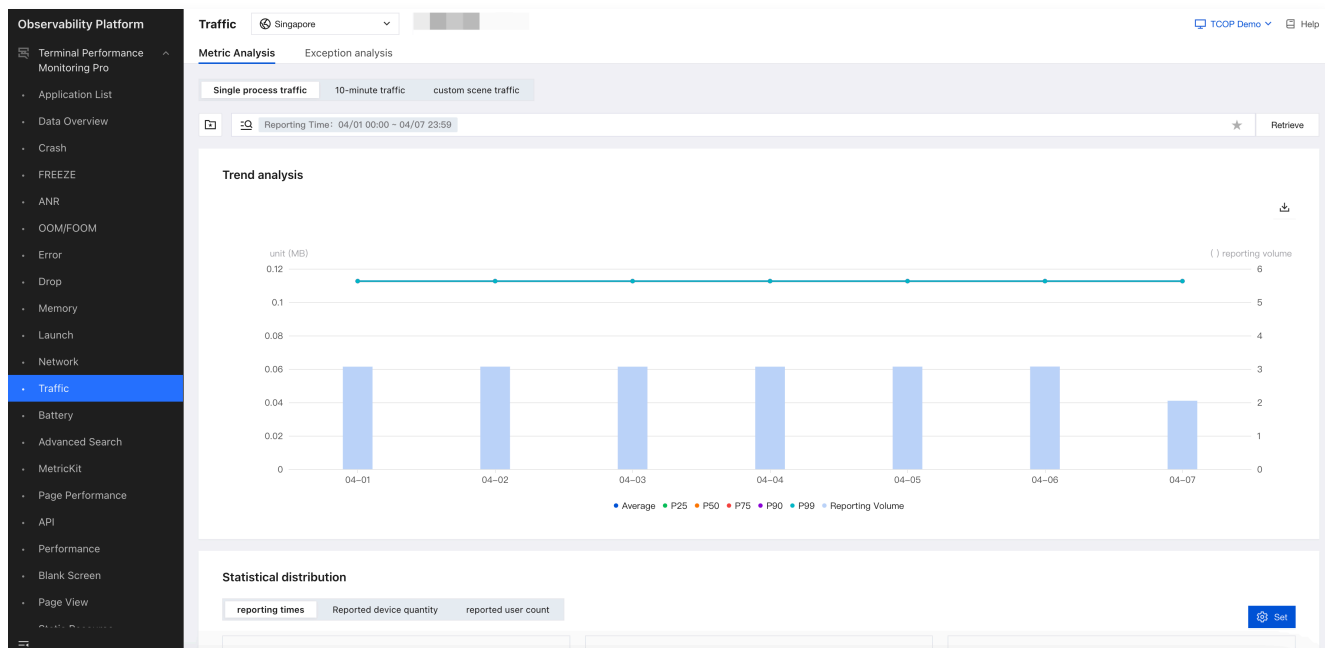 Observability Platform
Terminal Performance
Monitoring Pro
Application List
Data Overview
Crash
FREEZE
ANR
OOM/FOOM
Error
Drop
Memory
Launch
Network
Traffic
Battery
Advanced Search
MetricKit
Page Performance
API
Performance
Blank Screen
Page View
Traffic
Singapore
TCOP Demo
Help
Metric Analysis
Exception analysis
Single process traffic
10-minute traffic
custom scene traffic
Reporting Time: 04/01 00:00 ~ 04/07 23:59
Retrieve
Trend analysis
unit (MB)
( ) reporting volume
0.12
6
0.1
5
0.08
4
0.06
3
0.04
2
0.02
1
0
0
04-01
04-02
04-03
04-04
04-05
04-06
04-07
Average P25 P50 P75 P90 P99 Reporting Volume
Statistical distribution
reporting times
Reported device quantity
reported user count
Set